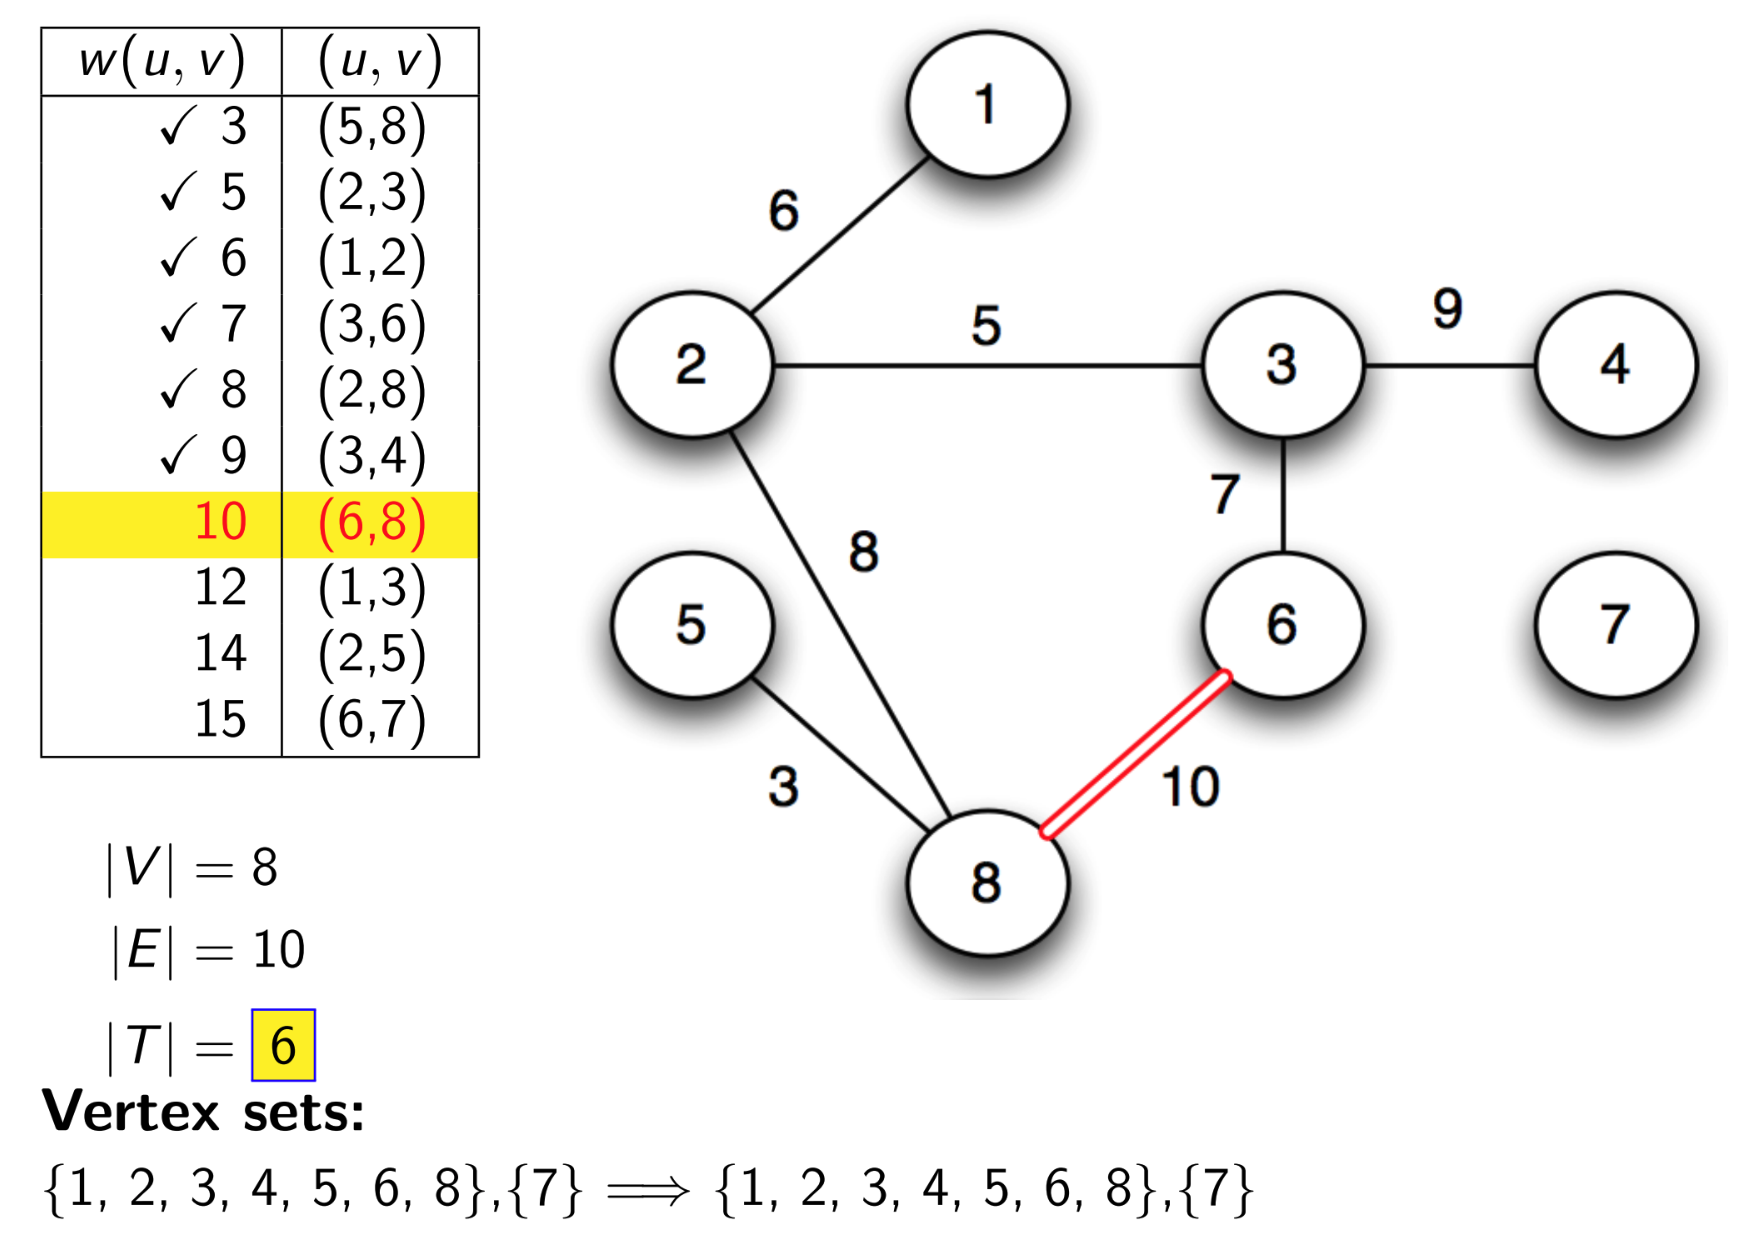 w(u, v) (u, v)
✓ 3 (5,8)
✓ 5 (2,3)
✓ 6 (1,2)
✓ 7 (3,6)
✓ 8 (2,8)
✓ 9 (3,4)
10 (6,8)
12 (1,3)
14 (2,5)
15 (6,7)
|V| = 8
|E| = 10
|T| = 6
Vertex sets:
{1, 2, 3, 4, 5, 6, 8},{7} ⟹ {1, 2, 3, 4, 5, 6, 8},{7}
1
6
5
9
2
3
4
7
8
5
6
7
3
10
8